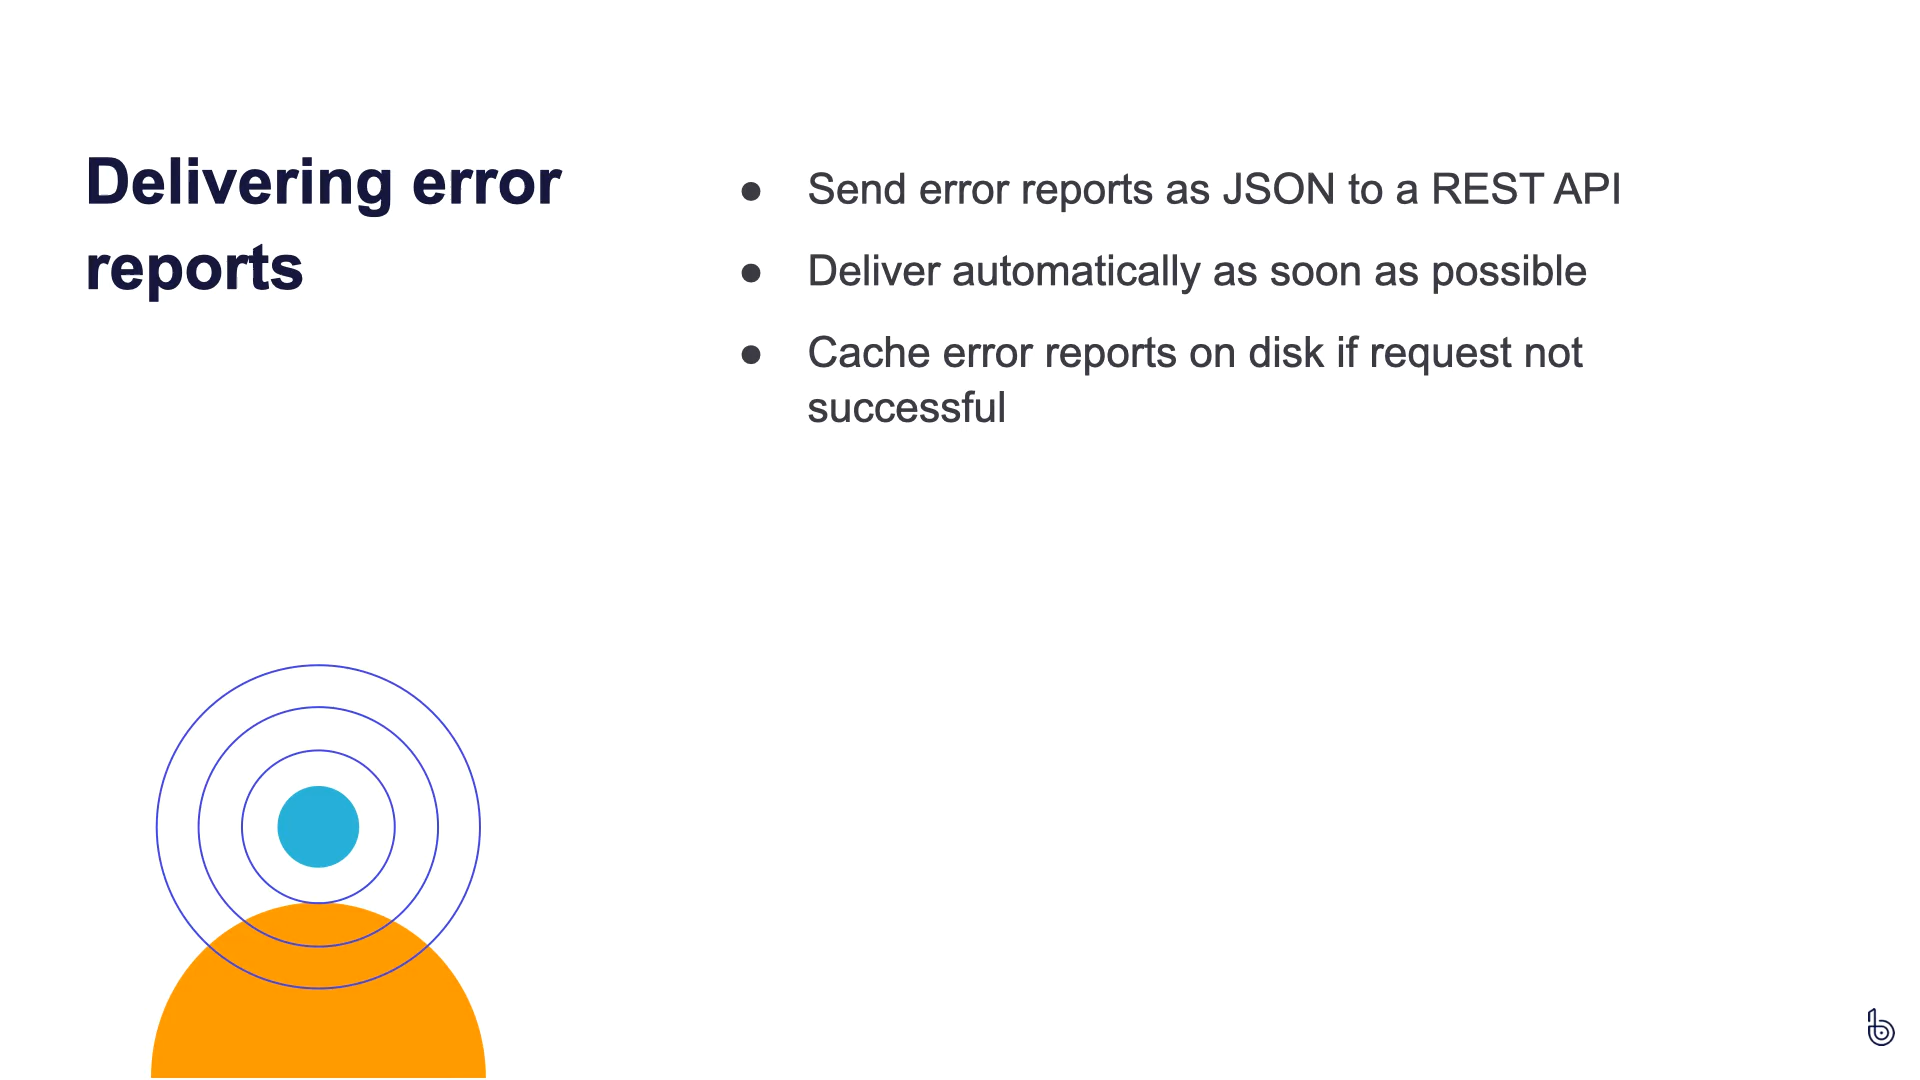 Delivering error
reports
● Send error reports as JSON to a REST API
● Deliver automatically as soon as possible
● Cache error reports on disk if request not
successful